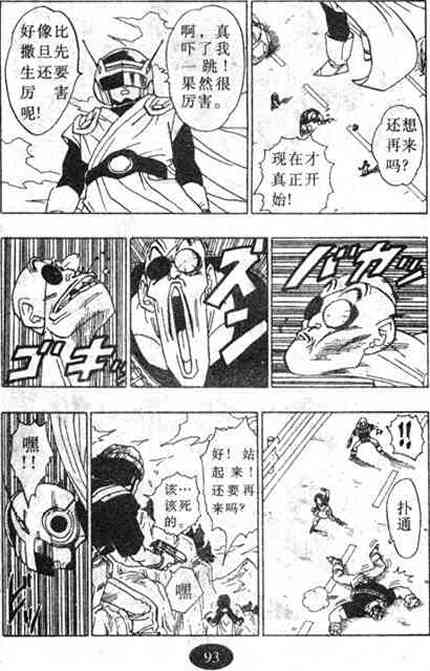 还想
再来
吗？
现在才
真正开
始！
啊，真
吓了我
一跳！
果然很
厉害。
好像比
撒旦先
生还要
厉害
呢！
バカッ
ズン
ゴキッ
!!
扑通
好！站
起来！
还要再
来吗？
该…
该死
的。
嘿
嘿!!
93